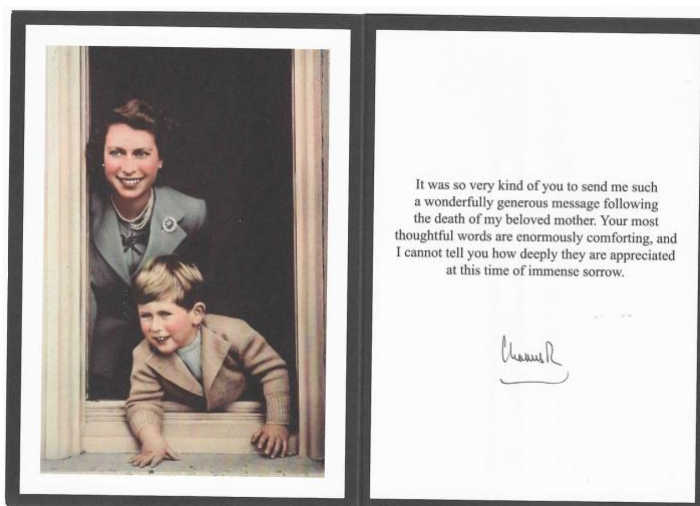 It was so very kind of you to send me such
a wonderfully generous message following
the death of my beloved mother. Your most
thoughtful words are enormously comforting, and
I cannot tell you how deeply they are appreciated
at this time of immense sorrow.
Charles R